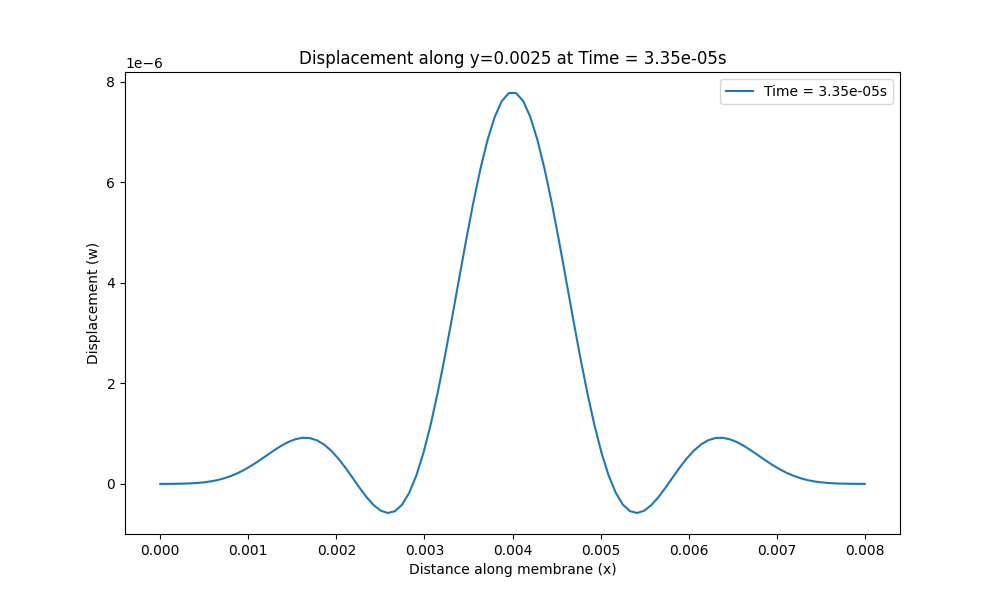 Displacement along y=0.0025 at Time = 3.35e-05s
1e−6
Time = 3.35e-05s
8
6
4
2
0
Displacement (w)
0.000 0.001 0.002 0.003 0.004 0.005 0.006 0.007 0.008
Distance along membrane (x)